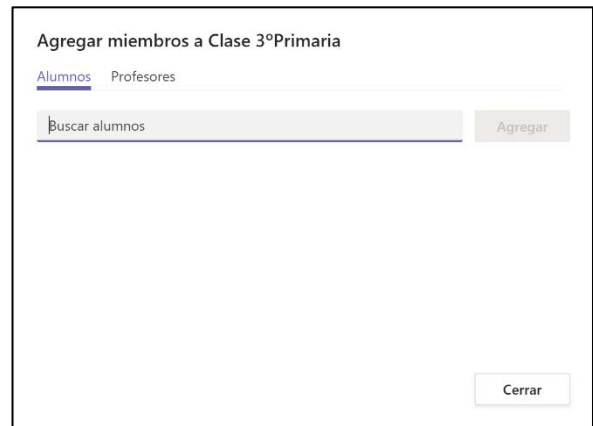 Agregar miembros a Clase 3ºPrimaria
Alumnos Profesores
Buscar alumnos Agregar
Cerrar